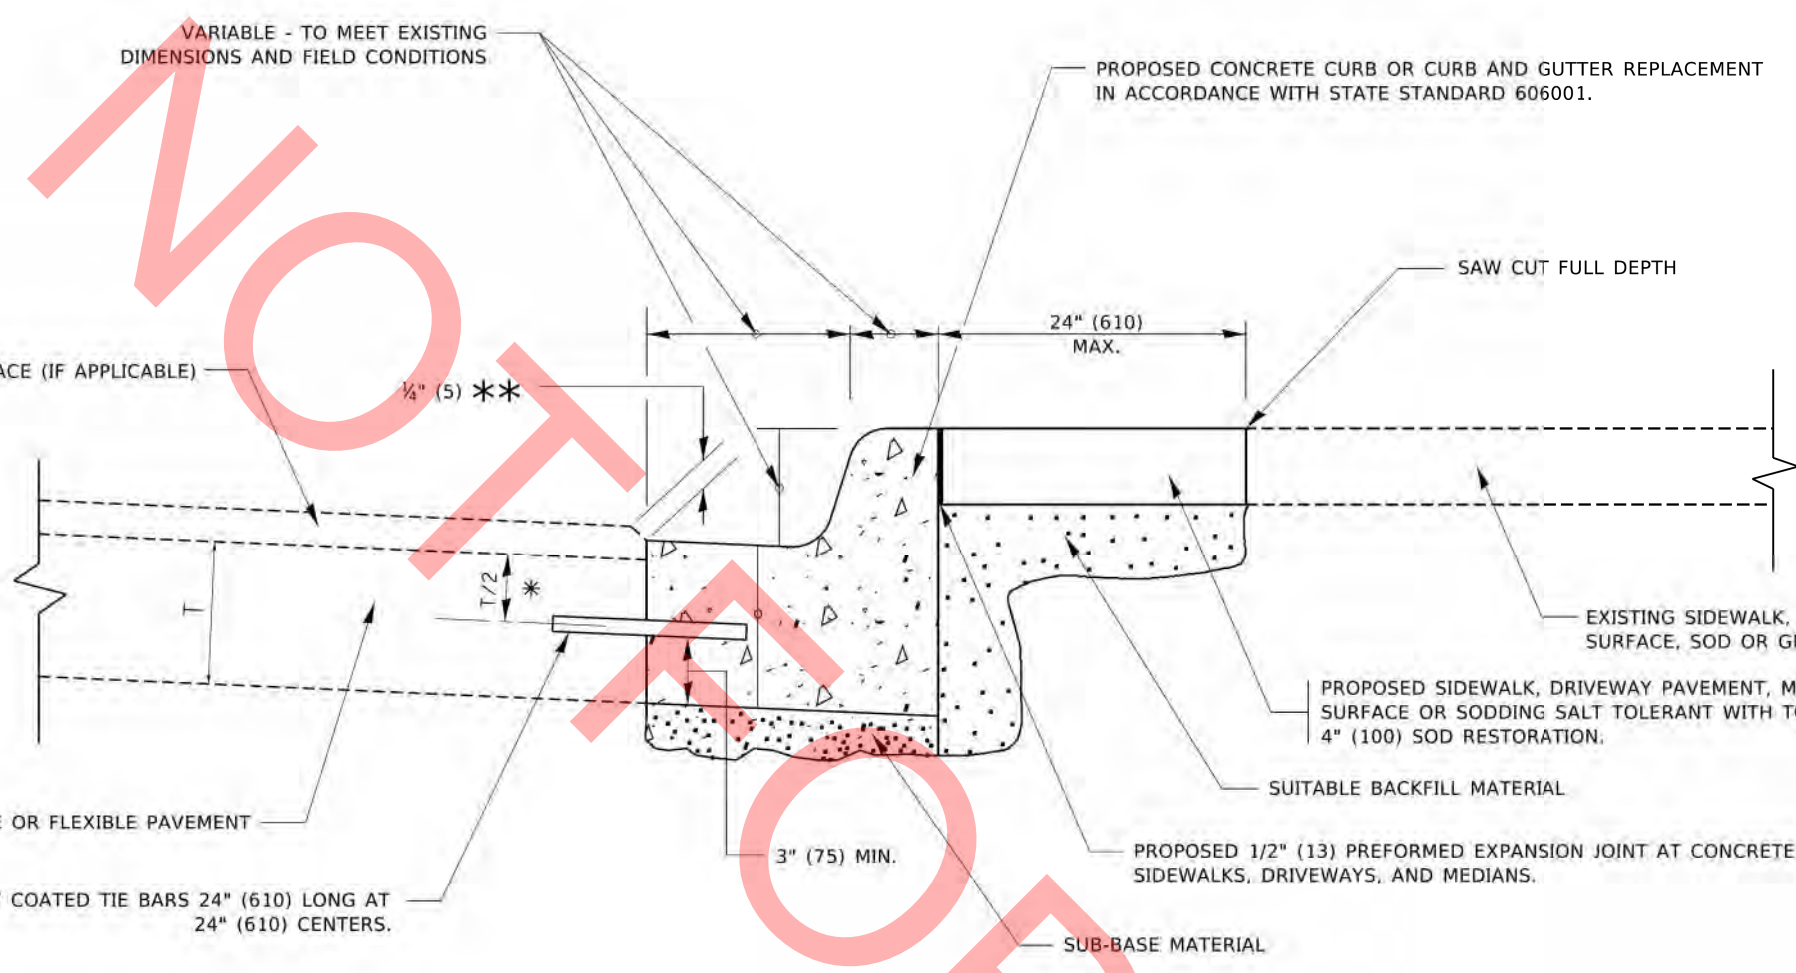 VARIABLE - TO MEET EXISTING
DIMENSIONS AND FIELD CONDITIONS
PROPOSED CONCRETE CURB OR CURB AND GUTTER REPLACEMENT
IN ACCORDANCE WITH STATE STANDARD 606001.
SAW CUT FULL DEPTH
24" (610)
MAX.
(IF APPLICABLE)
¼" (5) **
T/2 *
T
EXISTING SIDEWALK,
SURFACE, SOD OR
PROPOSED SIDEWALK, DRIVEWAY PAVEMENT,
SURFACE OR SODDING SALT TOLERANT WITH
4" (100) SOD RESTORATION.
SUITABLE BACKFILL MATERIAL
OR FLEXIBLE PAVEMENT
3" (75) MIN.
PROPOSED 1/2" (13) PREFORMED EXPANSION JOINT AT CONCRETE
SIDEWALKS, DRIVEWAYS, AND MEDIANS.
COATED TIE BARS 24" (610) LONG AT
24" (610) CENTERS.
SUB-BASE MATERIAL
NOT FOR